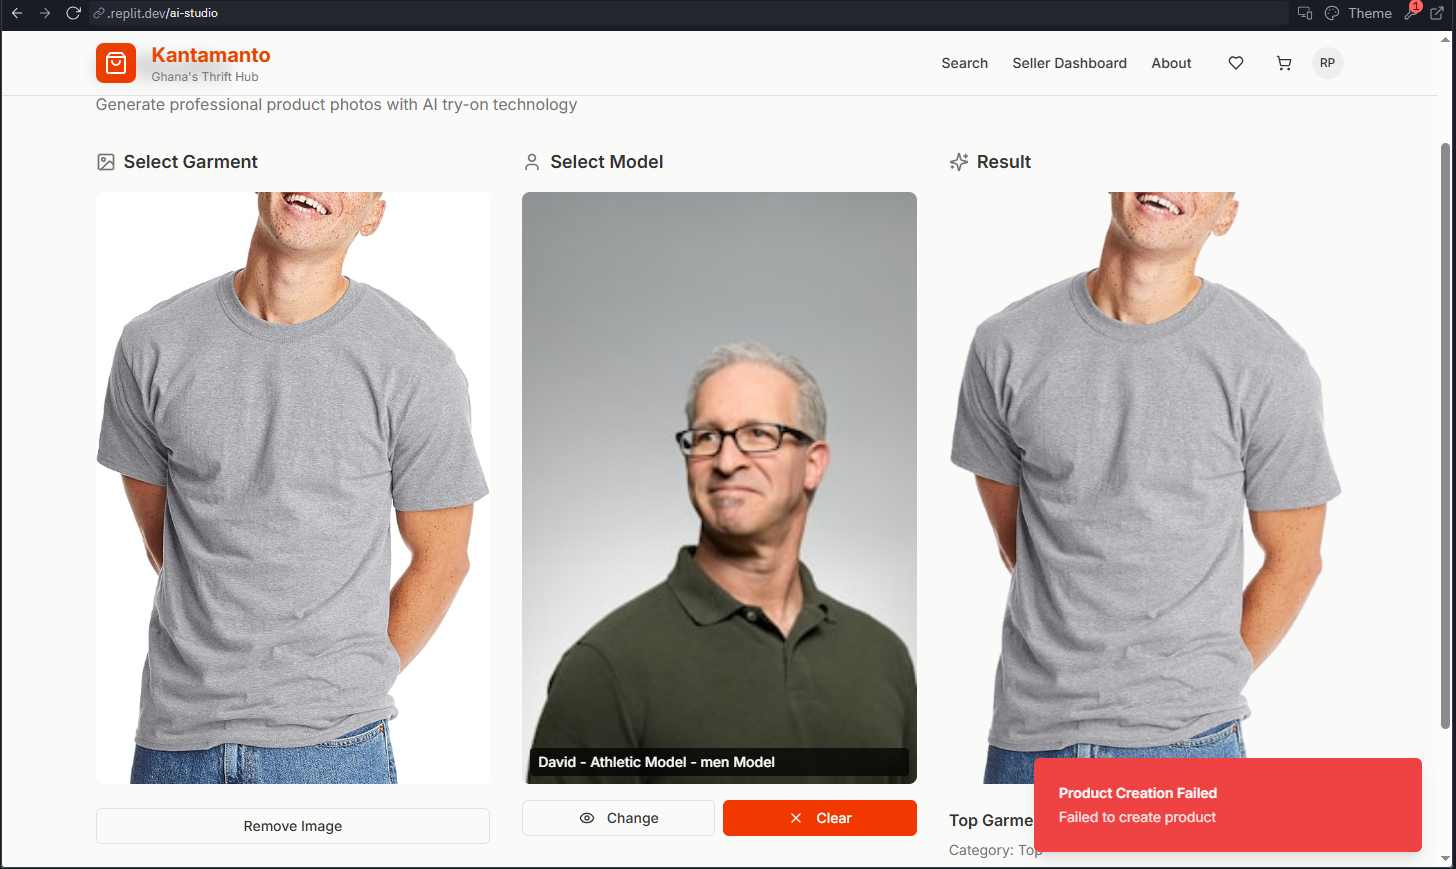 .replit.dev/ai-studio
Theme
1
Kantamanto
Ghana's Thrift Hub
Search
Seller Dashboard
About
RP
Generate professional product photos with AI try-on technology
Select Garment
Select Model
Result
David - Athletic Model - men Model
Remove Image
Change
Clear
Top Garme
Category: Top
Product Creation Failed
Failed to create product